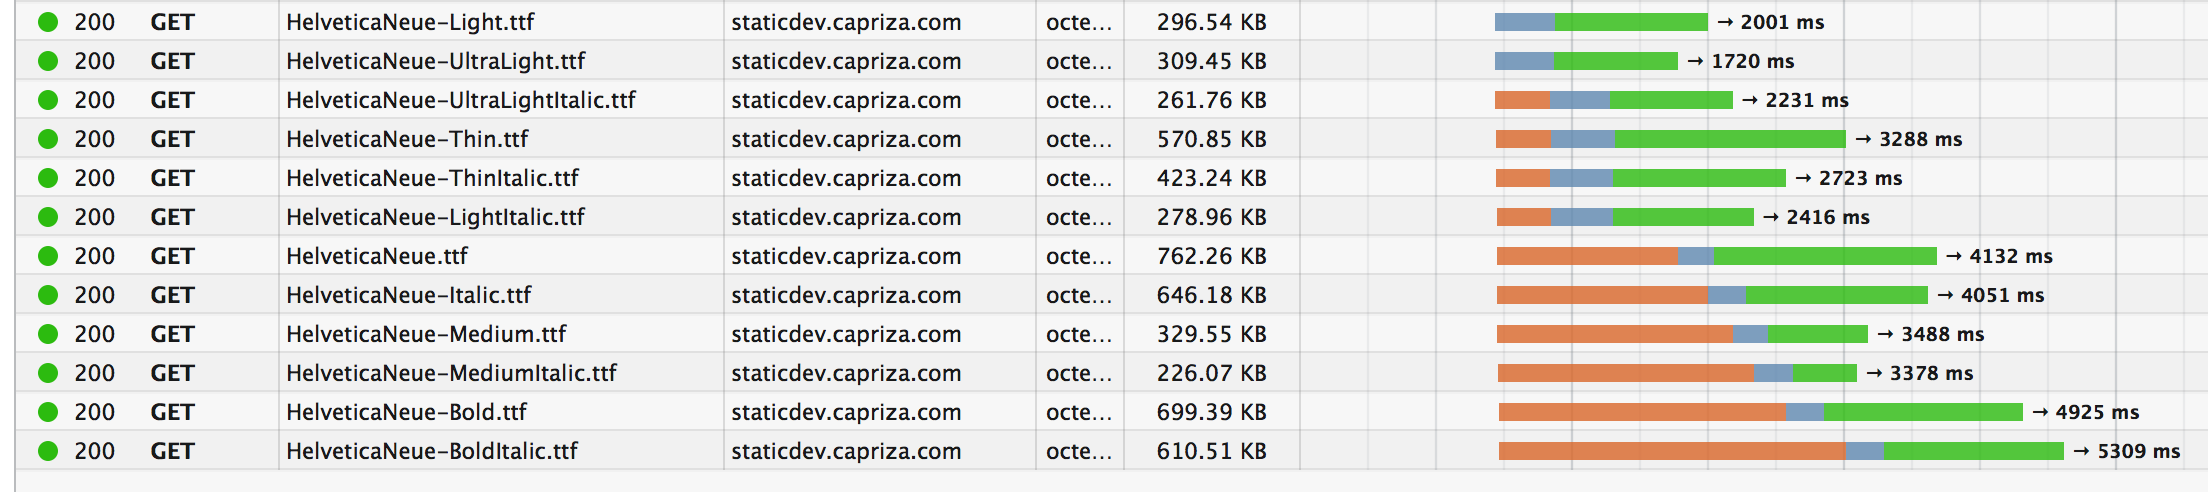 200 GET HelveticaNeue-Light.ttf staticdev.capriza.com octe... 296.54 KB → 2001 ms
200 GET HelveticaNeue-UltraLight.ttf staticdev.capriza.com octe... 309.45 KB → 1720 ms
200 GET HelveticaNeue-UltraLightItalic.ttf staticdev.capriza.com octe... 261.76 KB → 2231 ms
200 GET HelveticaNeue-Thin.ttf staticdev.capriza.com octe... 570.85 KB → 3288 ms
200 GET HelveticaNeue-ThinItalic.ttf staticdev.capriza.com octe... 423.24 KB → 2723 ms
200 GET HelveticaNeue-LightItalic.ttf staticdev.capriza.com octe... 278.96 KB → 2416 ms
200 GET HelveticaNeue.ttf staticdev.capriza.com octe... 762.26 KB → 4132 ms
200 GET HelveticaNeue-Italic.ttf staticdev.capriza.com octe... 646.18 KB → 4051 ms
200 GET HelveticaNeue-Medium.ttf staticdev.capriza.com octe... 329.55 KB → 3488 ms
200 GET HelveticaNeue-MediumItalic.ttf staticdev.capriza.com octe... 226.07 KB → 3378 ms
200 GET HelveticaNeue-Bold.ttf staticdev.capriza.com octe... 699.39 KB → 4925 ms
200 GET HelveticaNeue-BoldItalic.ttf staticdev.capriza.com octe... 610.51 KB → 5309 ms